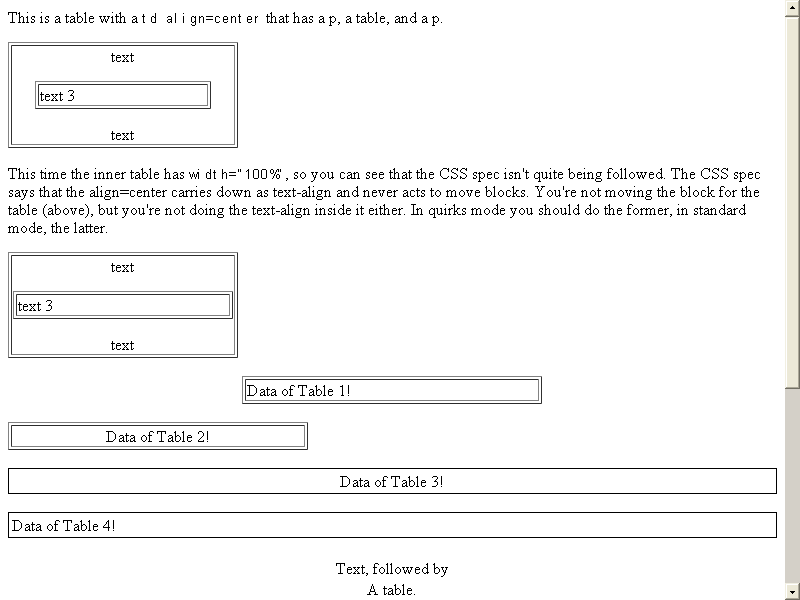 This is a table with a td align=center that has a p, a table, and a p.
text
text 3
text
This time the inner table has width="100%, so you can see that the CSS spec isn't quite being followed. The CSS spec
says that the align=center carries down as text-align and never acts to move blocks. You're not moving the block for the
table (above), but you're not doing the text-align inside it either. In quirks mode you should do the former, in standard
mode, the latter.
text
text 3
text
Data of Table 1!
Data of Table 2!
Data of Table 3!
Data of Table 4!
Text, followed by
A table.